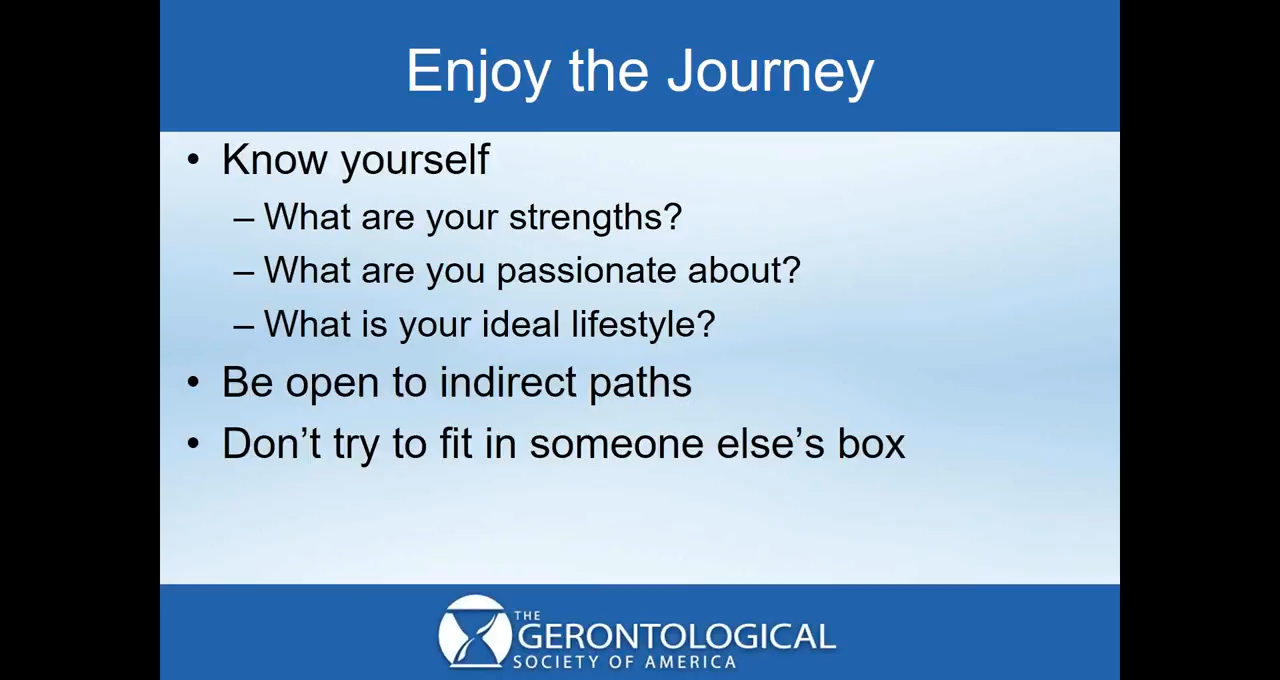 Enjoy the Journey
• Know yourself
– What are your strengths?
– What are you passionate about?
– What is your ideal lifestyle?
• Be open to indirect paths
• Don’t try to fit in someone else’s box
THE
GERONTOLOGICAL
SOCIETY OF AMERICA